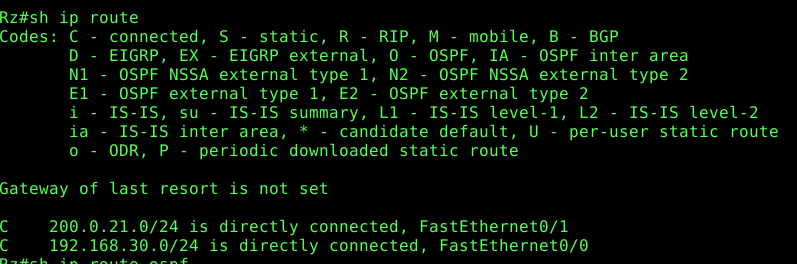 Rz#sh ip route
Codes: C - connected, S - static, R - RIP, M - mobile, B - BGP
       D - EIGRP, EX - EIGRP external, O - OSPF, IA - OSPF inter area
       N1 - OSPF NSSA external type 1, N2 - OSPF NSSA external type 2
       E1 - OSPF external type 1, E2 - OSPF external type 2
       i - IS-IS, su - IS-IS summary, L1 - IS-IS level-1, L2 - IS-IS level-2
       ia - IS-IS inter area, * - candidate default, U - per-user static route
       o - ODR, P - periodic downloaded static route
Gateway of last resort is not set
C    200.0.21.0/24 is directly connected, FastEthernet0/1
C    192.168.30.0/24 is directly connected, FastEthernet0/0
Rz#sh ip route ospf